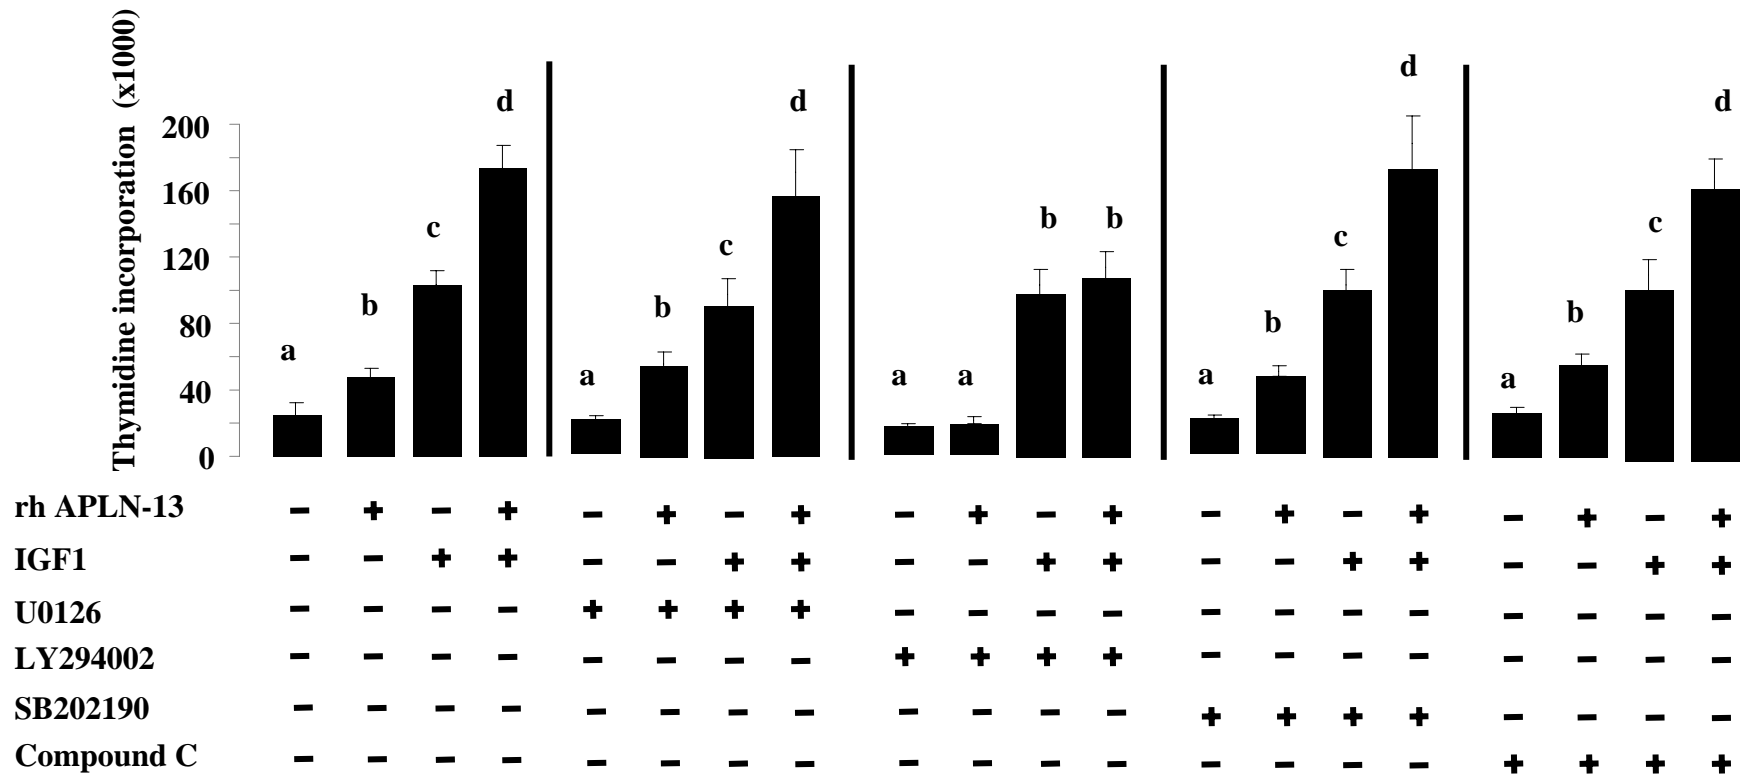 Thymidine incorporation (x1000)
200
160
120
80
40
0
a b c d
a b c d
a a b b
a b c d
a b c d
rh APLN-13 – + – + – + – + – + – + – + – + – + – +
IGF1 – – + + – – + + – – + + – – + + – – + +
U0126 – – – – + + + + – – – – – – – – – – – –
LY294002 – – – – – – – – + + + + – – – – – – – –
SB202190 – – – – – – – – – – – – + + + + – – – –
Compound C – – – – – – – – – – – – – – – – + + + +